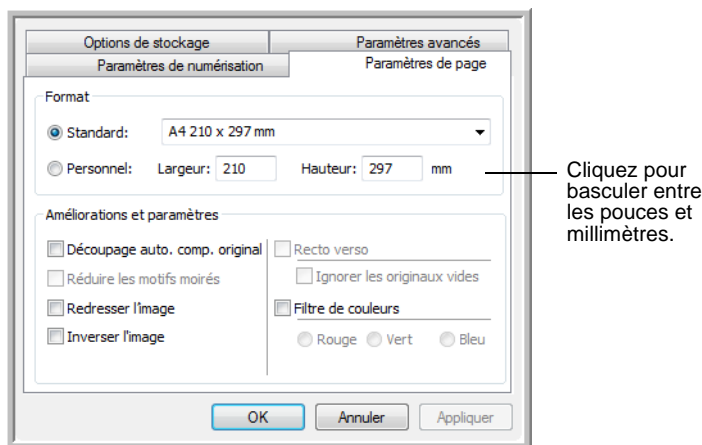 Options de stockage
Paramètres avancés
Paramètres de numérisation
Paramètres de page
Format
Standard: A4 210 x 297 mm
Personnel: Largeur: 210 Hauteur: 297 mm
Cliquez pour
basculer entre
les pouces et
millimètres.
Améliorations et paramètres
Découpage auto. comp. original
Réduire les motifs moirés
Redresser l'image
Inverser l'image
Recto verso
Ignorer les originaux vides
Filtre de couleurs
Rouge Vert Bleu
OK Annuler Appliquer